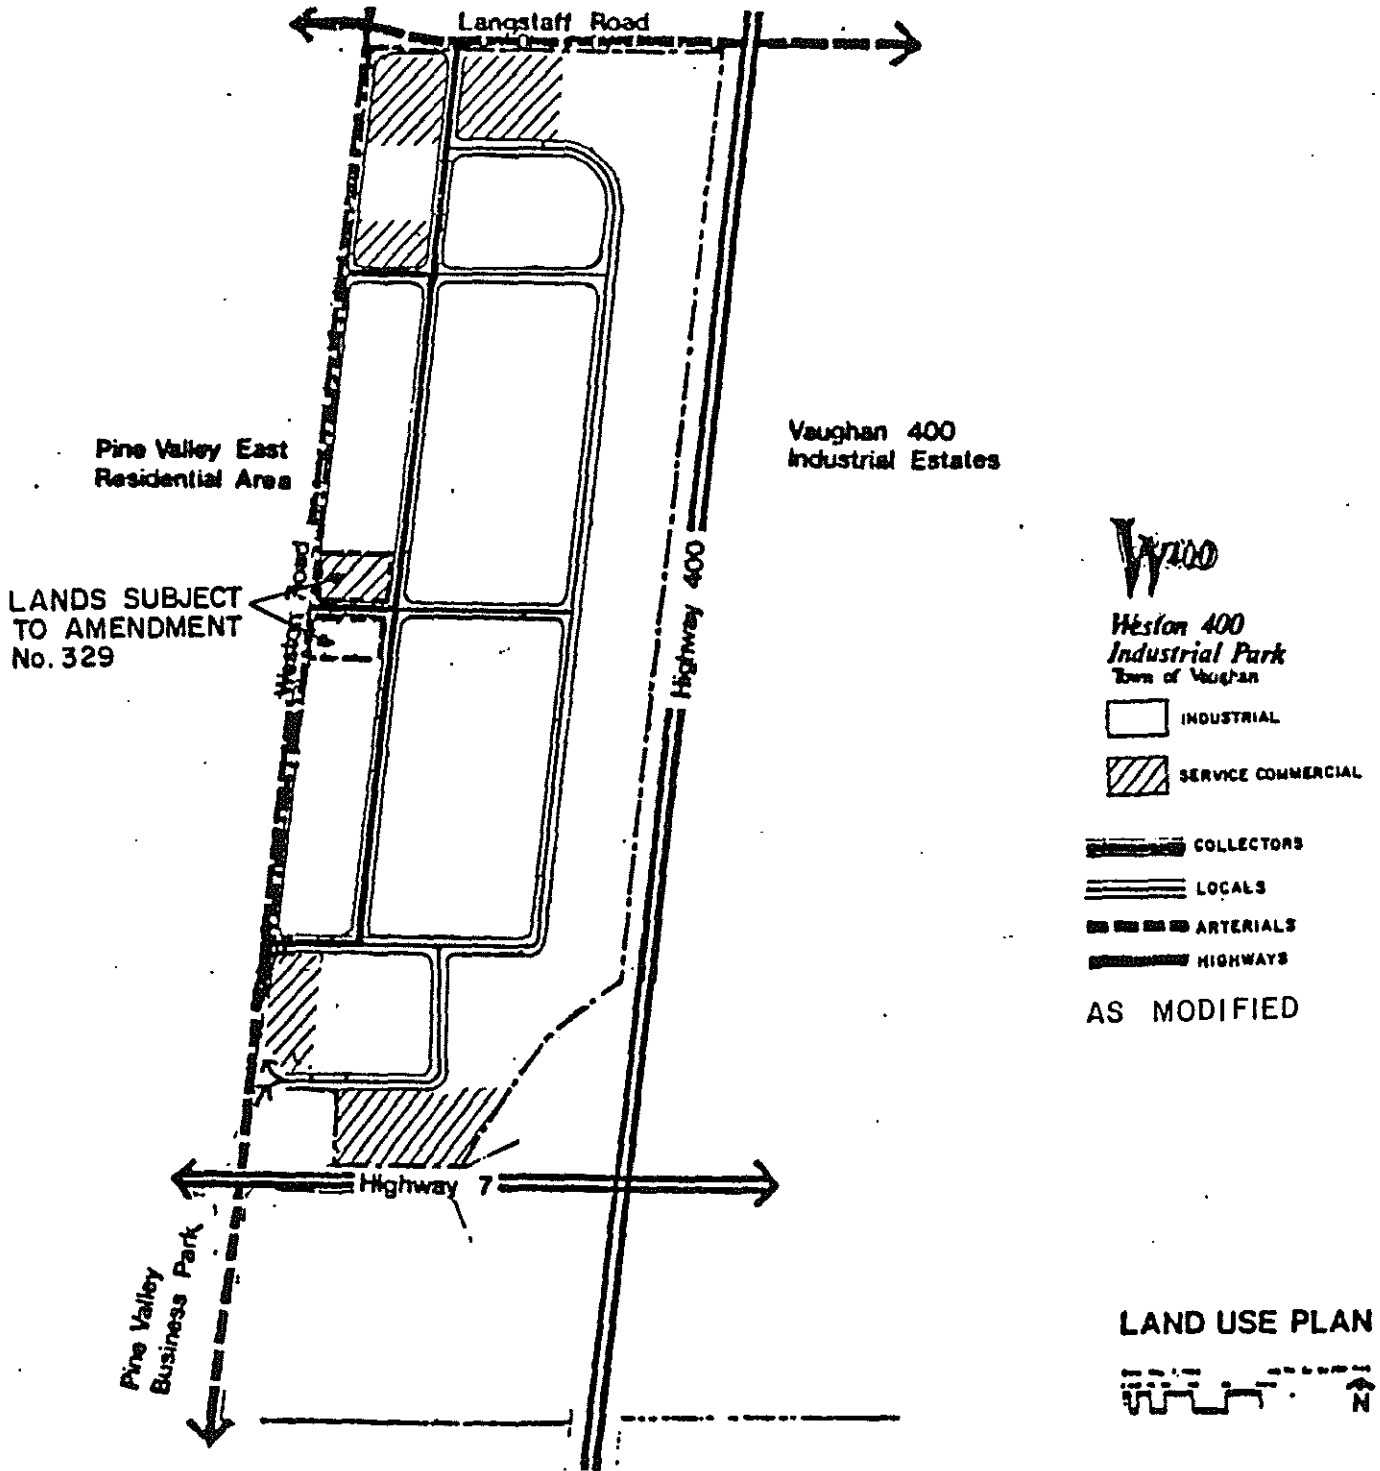 Langstaff Road
Pine Valley East
Residential Area
Vaughan 400
Industrial Estates
Weston Road
Highway 400
LANDS SUBJECT
TO AMENDMENT
No. 329
W400
Weston 400
Industrial Park
Town of Vaughan
INDUSTRIAL
SERVICE COMMERCIAL
COLLECTORS
LOCALS
ARTERIALS
HIGHWAYS
AS MODIFIED
Highway 7
Pine Valley
Business Park
LAND USE PLAN
N